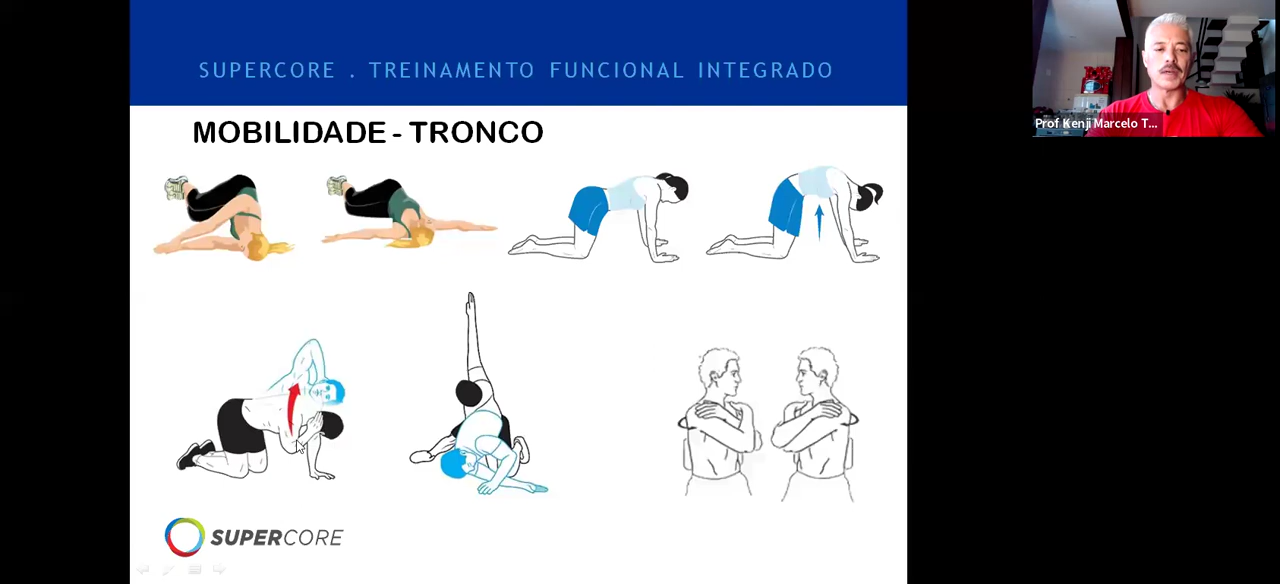 SUPERCORE . TREINAMENTO FUNCIONAL INTEGRADO
MOBILIDADE - TRONCO
Prof Kenji Marcelo T...
SUPERCORE